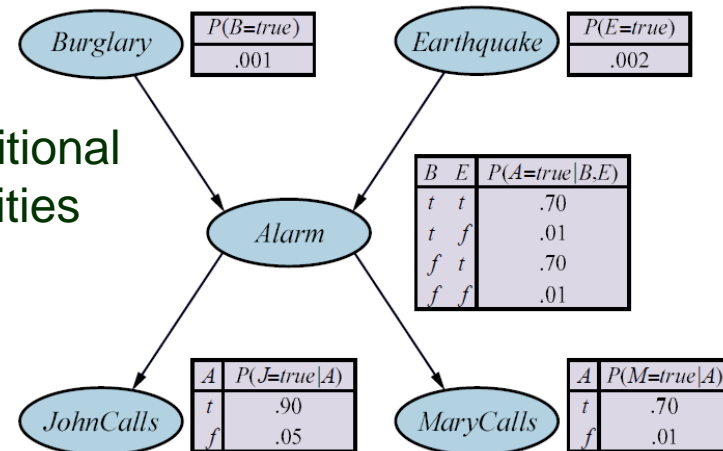 Burglary
P(B=true)
.001
Earthquake
P(E=true)
.002
itional
ities
Alarm
B E P(A=true|B,E)
t t .70
t f .01
f t .70
f f .01
JohnCalls
A P(J=true|A)
t .90
f .05
MaryCalls
A P(M=true|A)
t .70
f .01